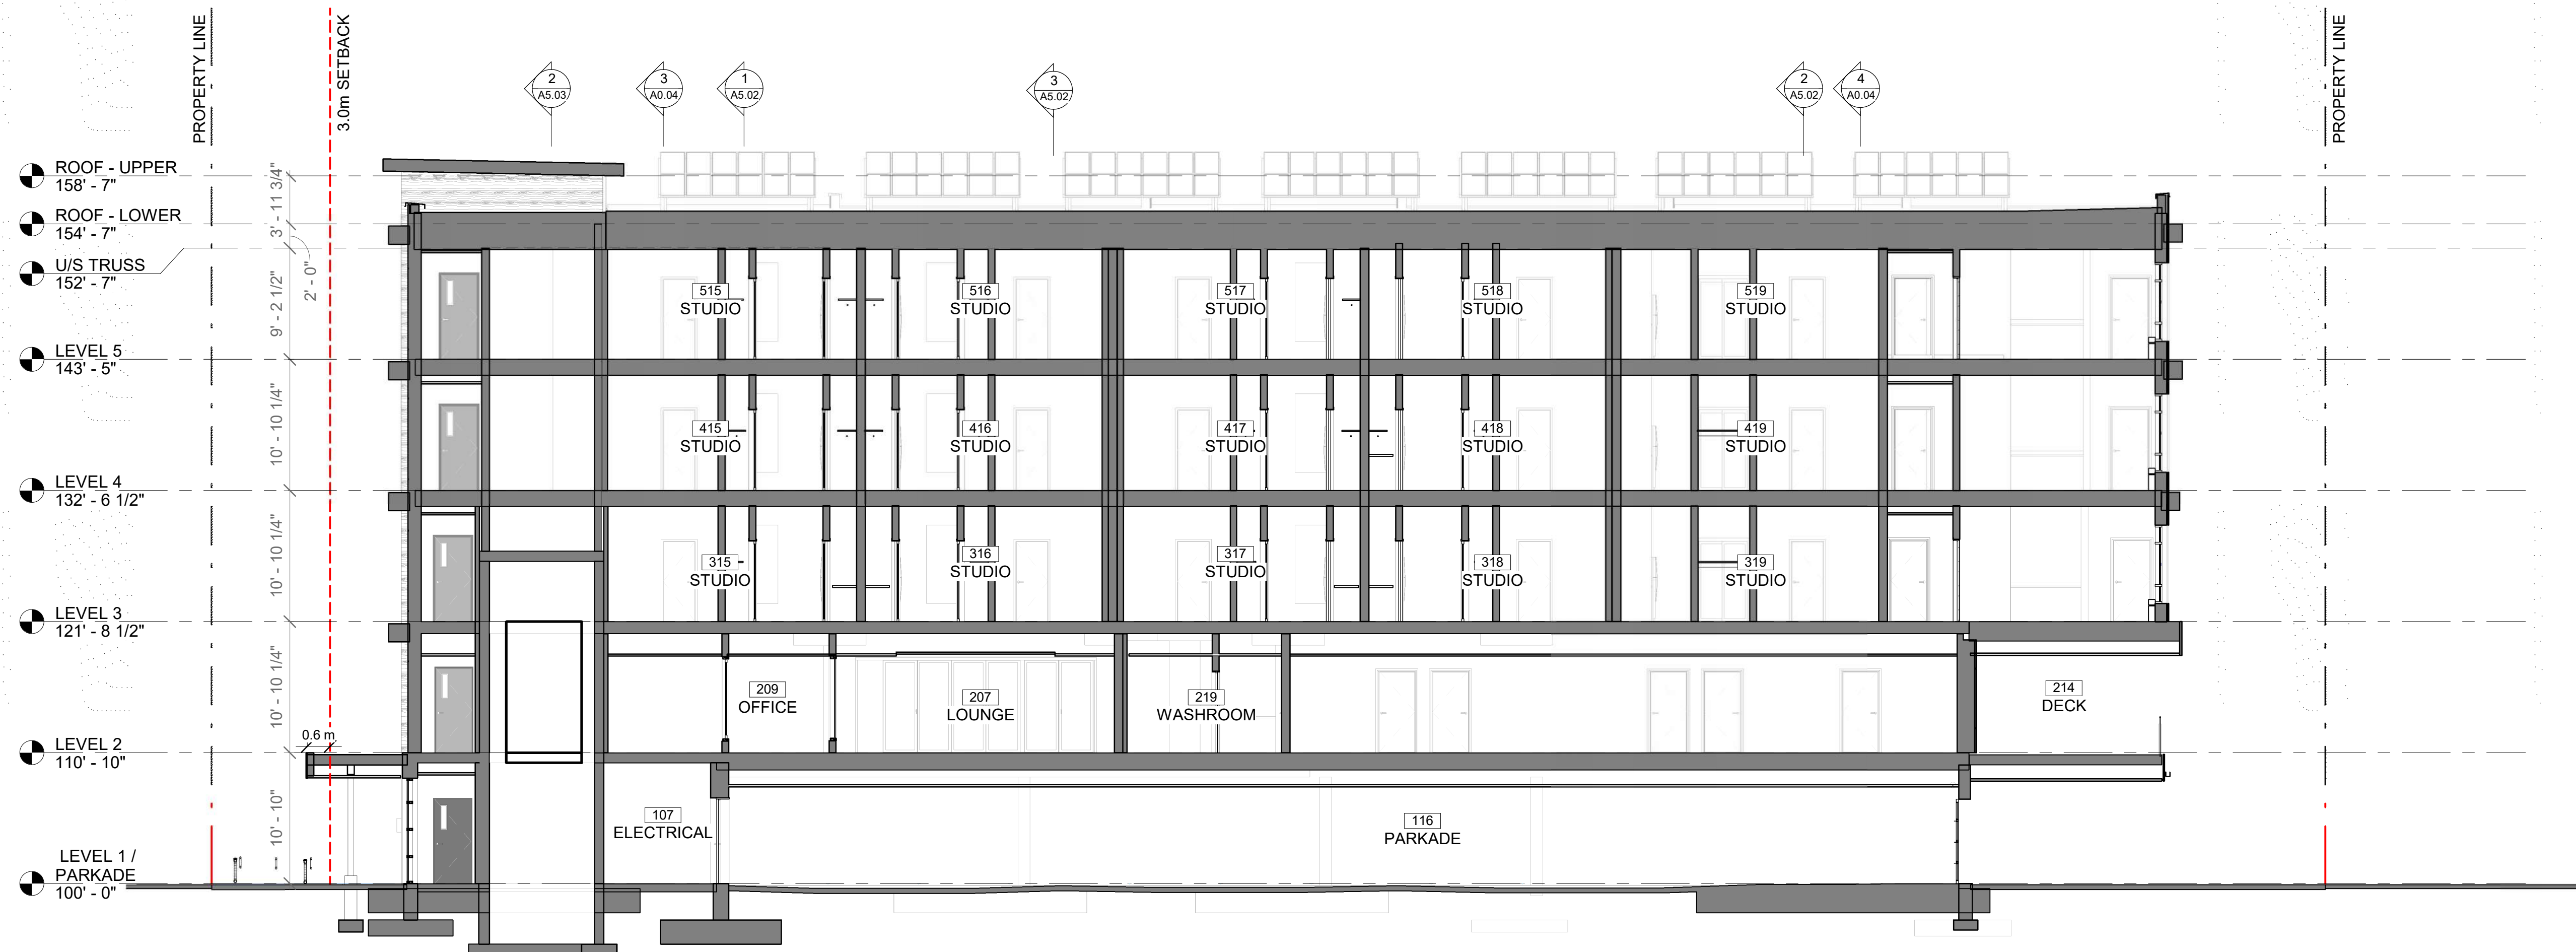 PROPERTY LINE
3.0m SETBACK
PROPERTY LINE
2
A5.03
3
A0.04
1
A5.02
3
A5.02
2
A5.02
4
A0.04
ROOF - UPPER
158' - 7"
3' - 11 3/4"
ROOF - LOWER
154' - 7"
3'
U/S TRUSS
152' - 7"
2' - 0"
9' - 2 1/2"
515
STUDIO
516
STUDIO
517
STUDIO
518
STUDIO
519
STUDIO
LEVEL 5
143' - 5"
10' - 10 1/4"
415
STUDIO
416
STUDIO
417
STUDIO
418
STUDIO
419
STUDIO
LEVEL 4
132' - 6 1/2"
10' - 10 1/4"
315
STUDIO
316
STUDIO
317
STUDIO
318
STUDIO
319
STUDIO
LEVEL 3
121' - 8 1/2"
10' - 10 1/4"
209
OFFICE
207
LOUNGE
219
WASHROOM
214
DECK
0.6 m
LEVEL 2
110' - 10"
10' - 10"
107
ELECTRICAL
116
PARKADE
LEVEL 1 /
PARKADE
100' - 0"